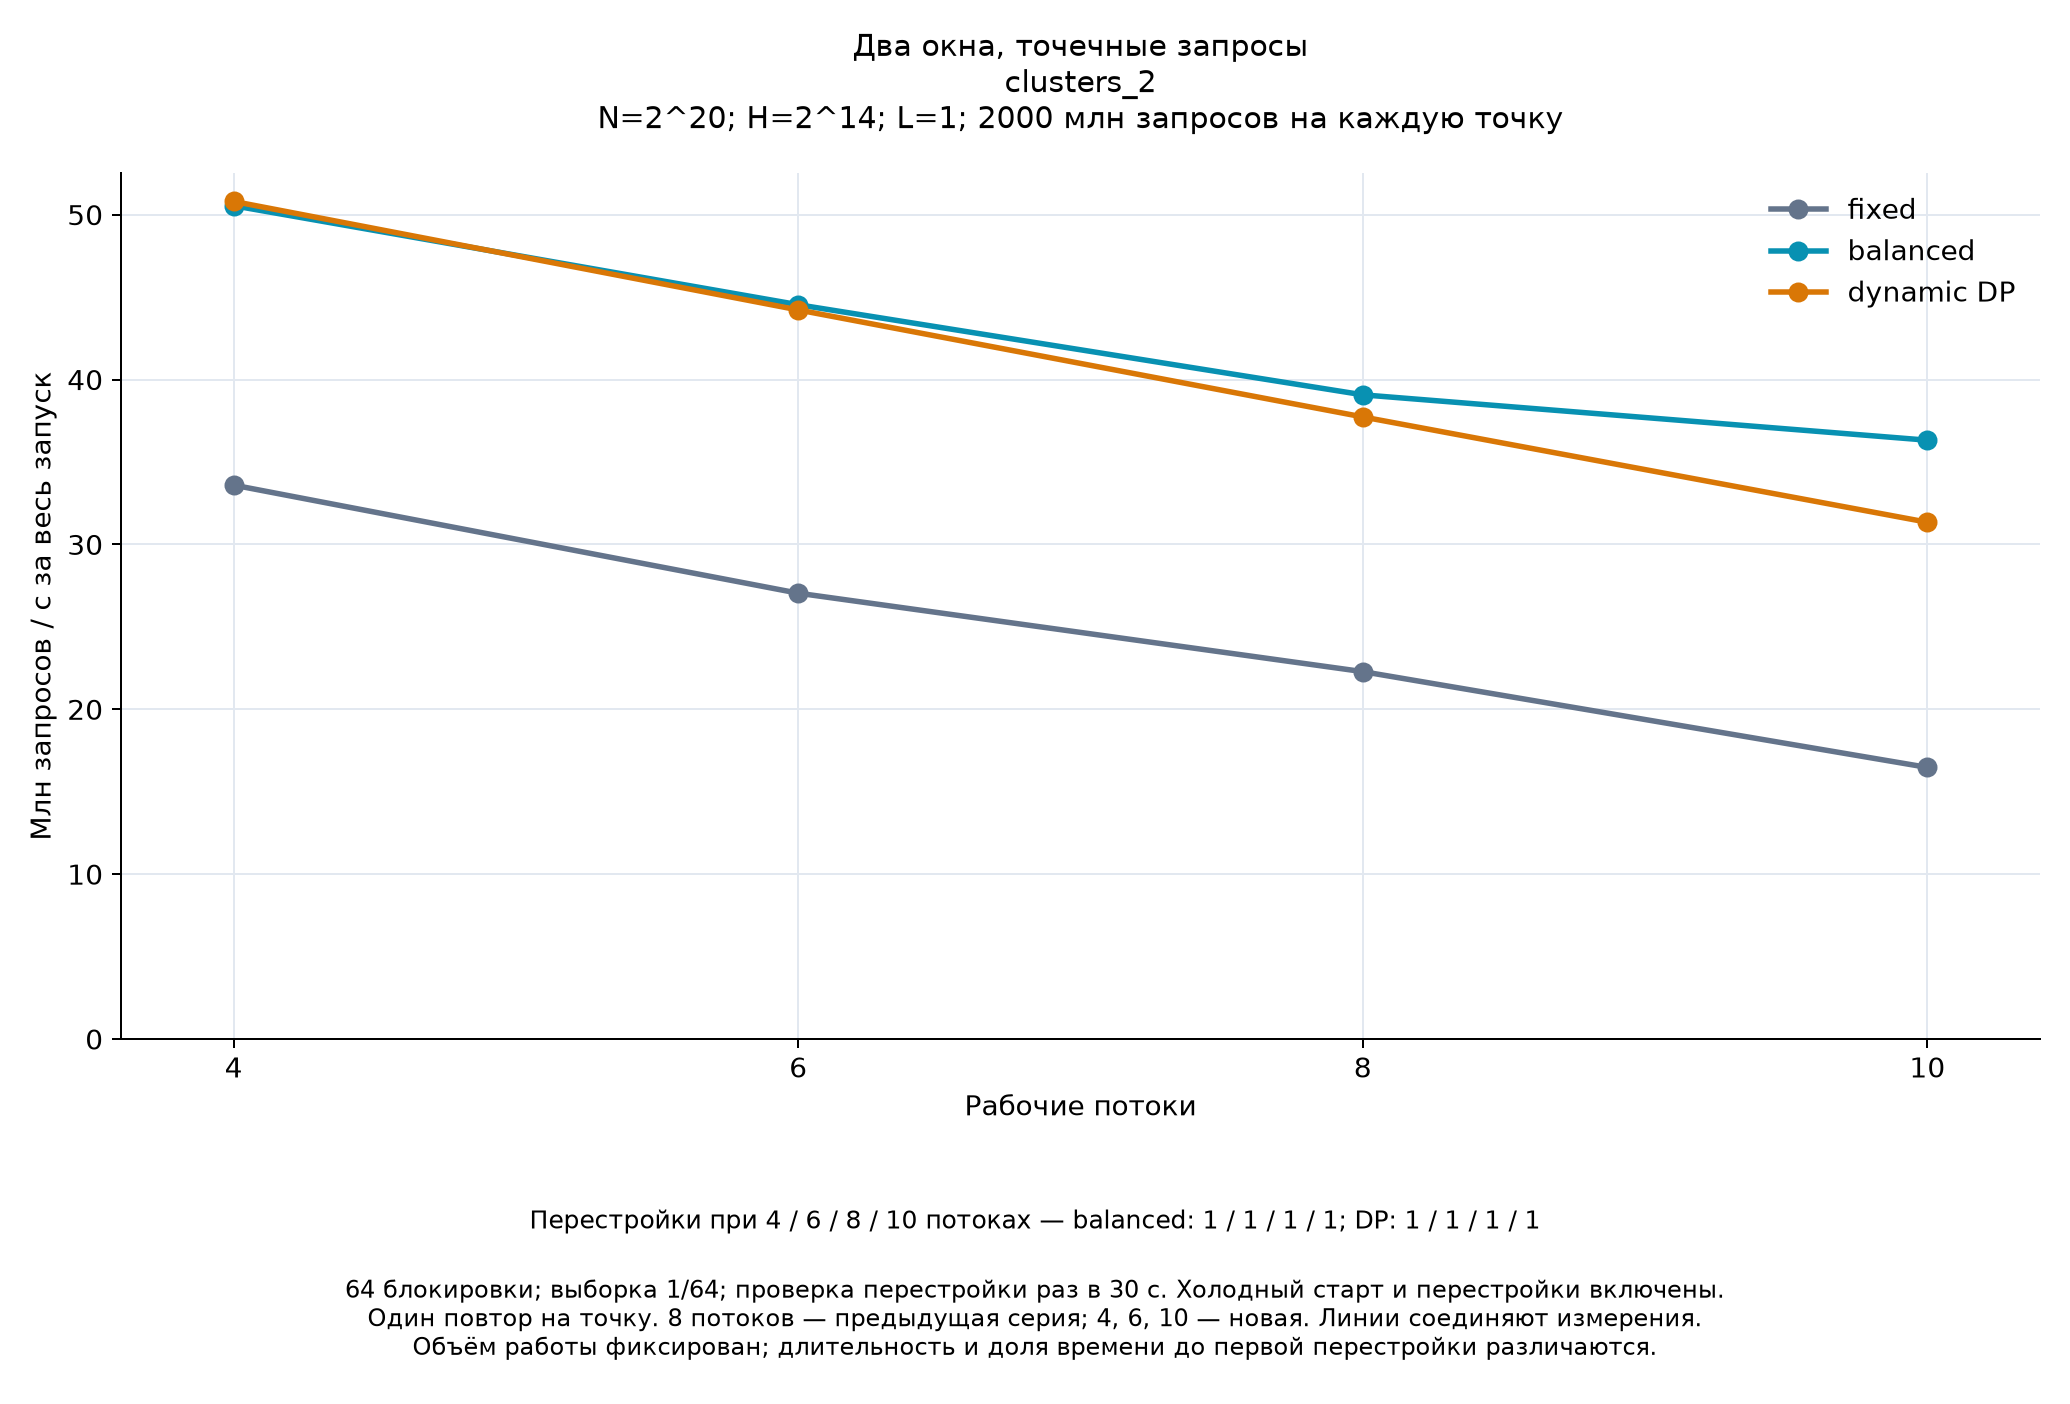 Два окна, точечные запросы
clusters_2
N=2^20; H=2^14; L=1; 2000 млн запросов на каждую точку
fixed
balanced
dynamic DP
Млн запросов / с за весь запуск
50
40
30
20
10
0
4
6
8
10
Рабочие потоки
Перестройки при 4 / 6 / 8 / 10 потоках — balanced: 1 / 1 / 1 / 1; DP: 1 / 1 / 1 / 1
64 блокировки; выборка 1/64; проверка перестройки раз в 30 с. Холодный старт и перестройки включены.
Один повтор на точку. 8 потоков — предыдущая серия; 4, 6, 10 — новая. Линии соединяют измерения.
Объём работы фиксирован; длительность и доля времени до первой перестройки различаются.